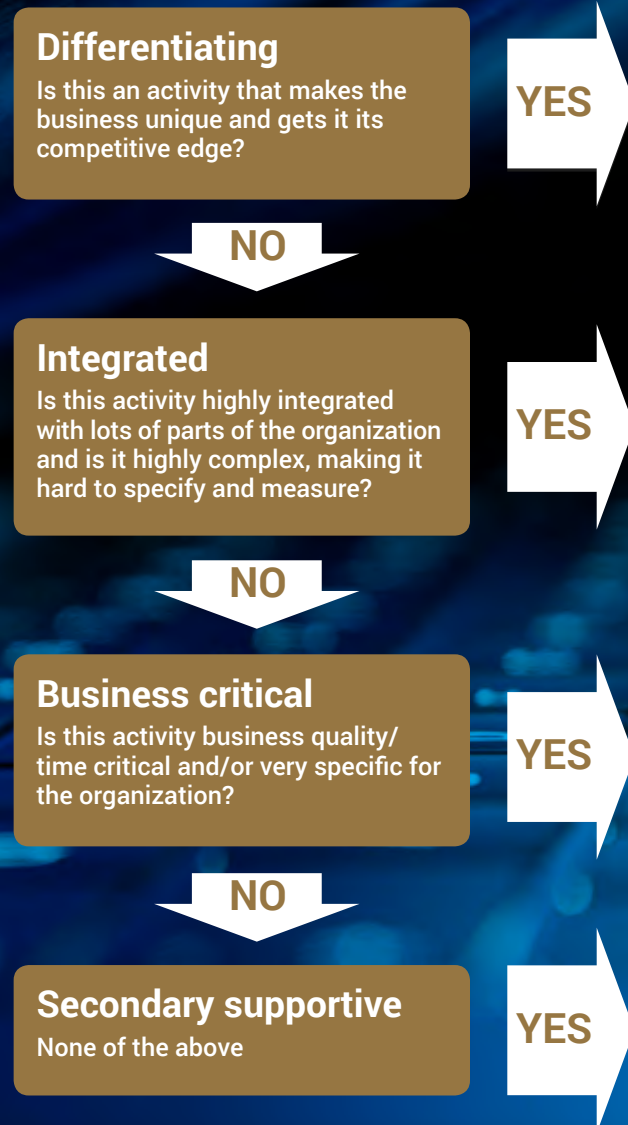 Differentiating
Is this an activity that makes the
business unique and gets it its
competitive edge?
YES
NO
Integrated
Is this activity highly integrated
with lots of parts of the organization
and is it highly complex, making it
hard to specify and measure?
YES
NO
Business critical
Is this activity business quality/
time critical and/or very specific for
the organization?
YES
NO
Secondary supportive
None of the above
YES